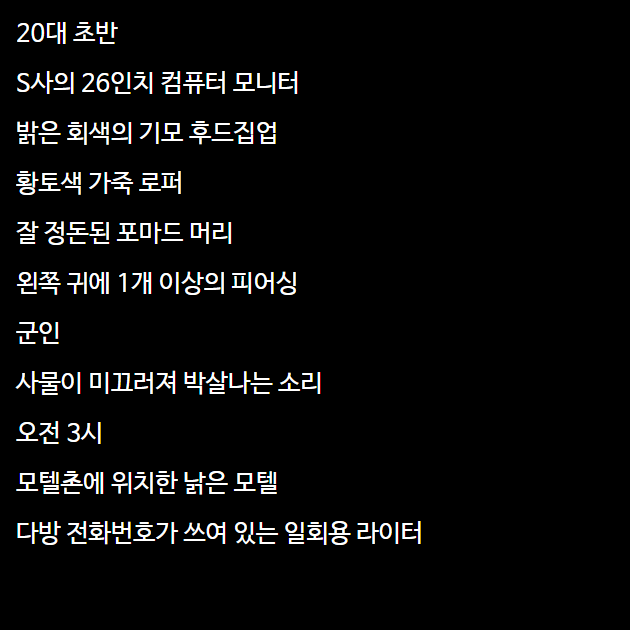 20대 초반
S사의 26인치 컴퓨터 모니터
밝은 회색의 기모 후드집업
황토색 가죽 로퍼
잘 정돈된 포마드 머리
왼쪽 귀에 1개 이상의 피어싱
군인
사물이 미끄러져 박살나는 소리
오전 3시
모텔촌에 위치한 낡은 모텔
다방 전화번호가 쓰여 있는 일회용 라이터